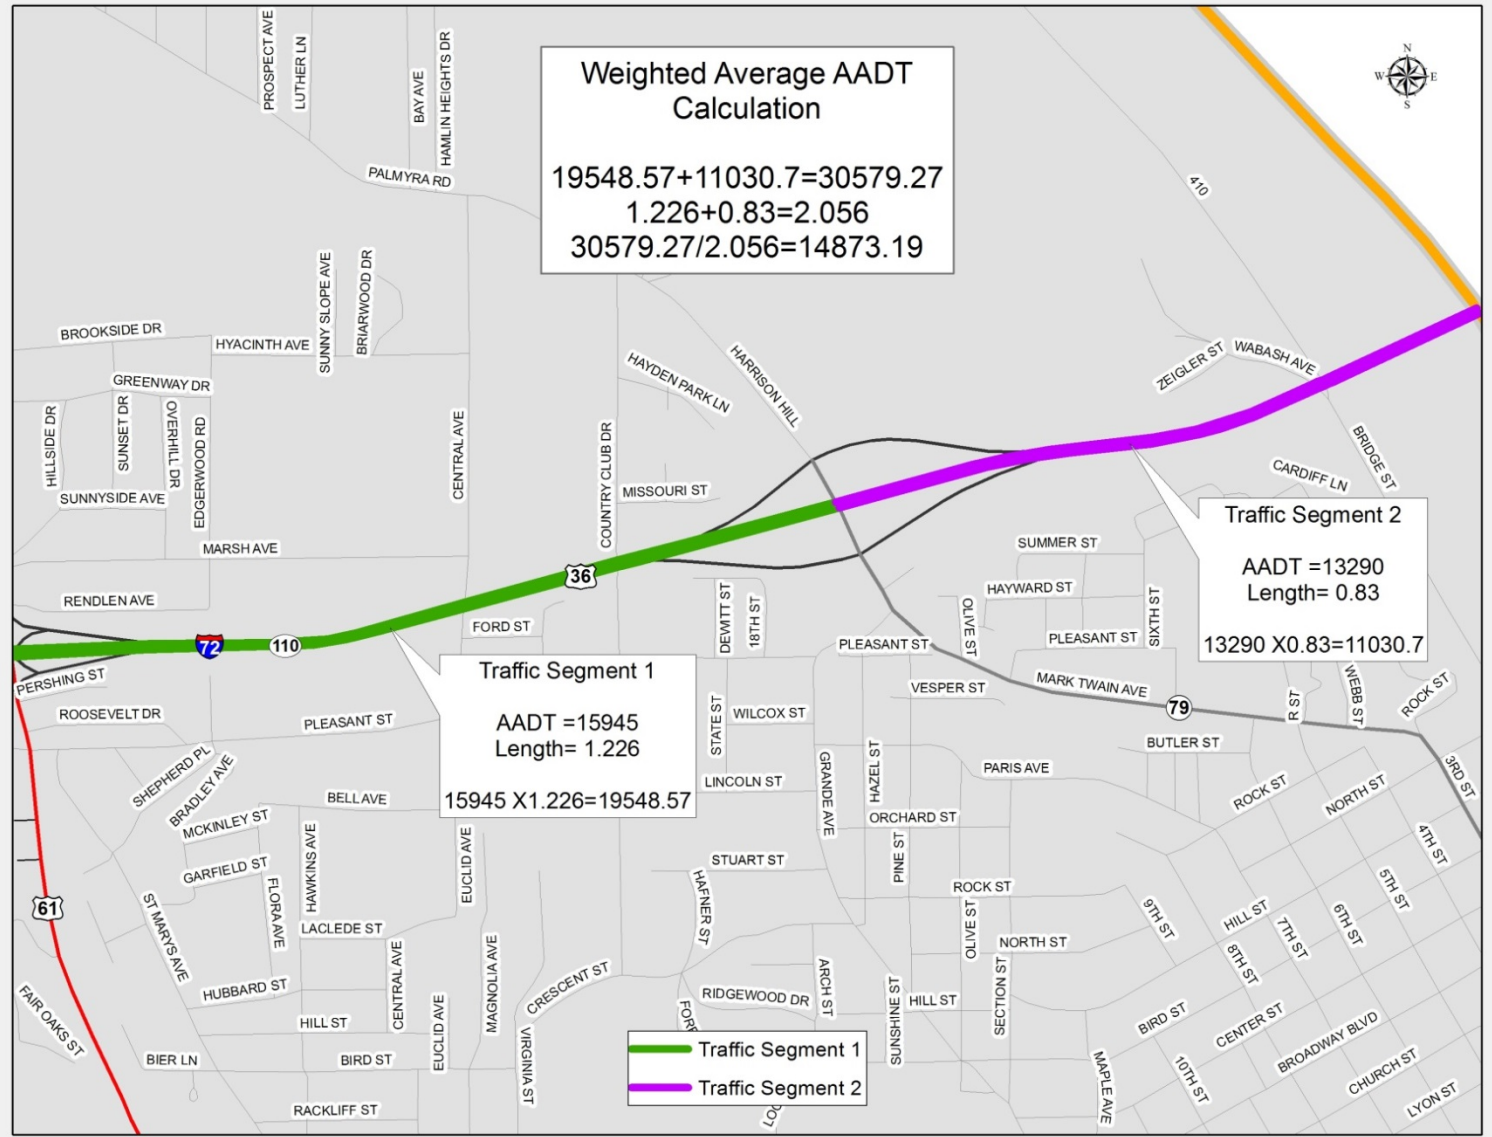 PROSPECT AVE
LUTHER LN
BAY AVE
HAMLIN HEIGHTS DR
PALMYRA RD
Weighted Average AADT
Calculation
19548.57+11030.7=30579.27
1.226+0.83=2.056
30579.27/2.056=14873.19
N
W
E
S
410
SUNNY SLOPE AVE
BRIARWOOD DR
BROOKSIDE DR
HYACINTH AVE
GREENWAY DR
HILLSIDE DR
SUNSET DR
OVERHILL DR
EDGERWOOD RD
SUNNYSIDE AVE
CENTRAL AVE
COUNTRY CLUB DR
HAYDEN PARK LN
HARRISON HILL
MISSOURI ST
ZEIGLER ST
WABASH AVE
BRIDGE ST
CARDIFF LN
MARSH AVE
RENDLEN AVE
36
72
110
FORD ST
DEWITT ST
18TH ST
PLEASANT ST
OLIVE ST
SUMMER ST
HAYWARD ST
PLEASANT ST
SIXTH ST
Traffic Segment 2
AADT =13290
Length= 0.83
13290 X0.83=11030.7
PERSHING ST
ROOSEVELT DR
PLEASANT ST
Traffic Segment 1
AADT =15945
Length= 1.226
15945 X1.226=19548.57
STATE ST
WILCOX ST
VESPER ST
MARK TWAIN AVE
79
R ST
WEBB ST
ROCK ST
BUTLER ST
SHEPHERD PL
BRADLEY AVE
MCKINLEY ST
BELL AVE
LINCOLN ST
GRANDE AVE
HAZEL ST
PARIS AVE
ROCK ST
NORTH ST
3RD ST
ORCHARD ST
4TH ST
GARFIELD ST
HAWKINS AVE
EUCLID AVE
STUART ST
PINE ST
ROCK ST
5TH ST
61
ST MARYS AVE
FLORA AVE
LACLEDE ST
HAFNER ST
OLIVE ST
NORTH ST
9TH ST
HILL ST
7TH ST
6TH ST
8TH ST
CENTRAL AVE
MAGNOLIA AVE
CRESCENT ST
HUBBARD ST
RIDGEWOOD DR
ARCH ST
SUNSHINE ST
HILL ST
SECTION ST
FAIR OAKS ST
HILL ST
EUCLID AVE
VIRGINIA ST
BIRD ST
CENTER ST
BROADWAY BLVD
BIER LN
BIRD ST
Traffic Segment 1
Traffic Segment 2
MAPLE AVE
10TH ST
CHURCH ST
LYON ST
RACKLIFF ST